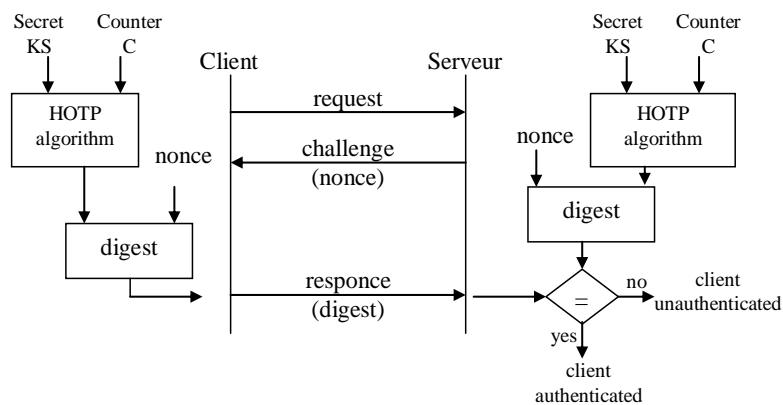 Secret
KS
Counter
C
HOTP
algorithm
nonce
digest
Client
Serveur
request
challenge
(nonce)
responce
(digest)
Secret
KS
Counter
C
HOTP
algorithm
nonce
digest
=
no
client
unauthenticated
yes
client
authenticated